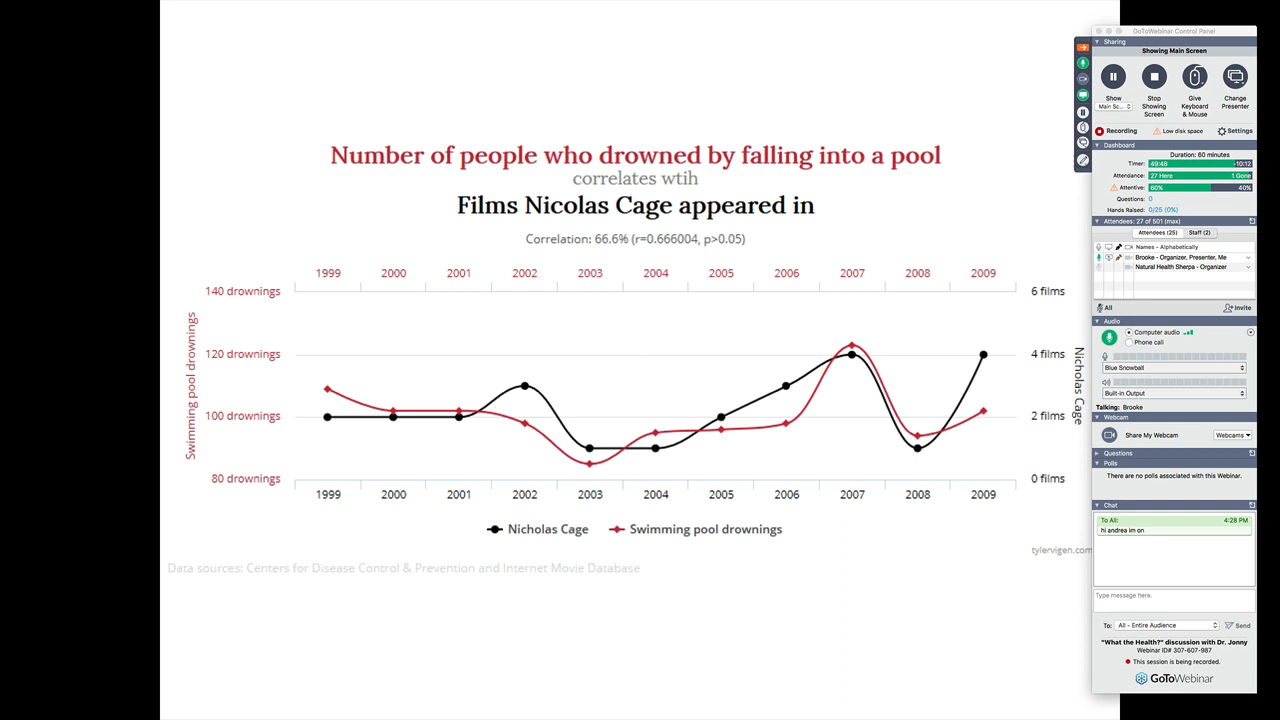 Number of people who drowned by falling into a pool
correlates wtih
Films Nicolas Cage appeared in
Correlation: 66.6% (r=0.666004, p>0.05)
1999 2000 2001 2002 2003 2004 2005 2006 2007 2008 2009
140 drownings 6 films
120 drownings 4 films
100 drownings 2 films
80 drownings 0 films
Swimming pool drownings
Nicholas Cage
1999 2000 2001 2002 2003 2004 2005 2006 2007 2008 2009
Nicholas Cage Swimming pool drownings
tylervigen.com
Data sources: Centers for Disease Control & Prevention and Internet Movie Database
GoToWebinar Control Panel
Sharing
Showing Main Screen
Show Main Sc...
Stop Showing Screen
Give Keyboard & Mouse
Change Presenter
Recording Low disk space Settings
Dashboard
Duration: 60 minutes
Timer: 49:48 -10:12
Attendance: 27 Here 1 Gone
Attentive: 60% 40%
Questions: 0
Hands Raised: 0/25 (0%)
Attendees: 27 of 501 (max)
Attendees (25) Staff (2)
Names - Alphabetically
Brooke - Organizer, Presenter, Me
Natural Health Sherpa - Organizer
All Invite
Audio
Computer audio
Phone call
Blue Snowball
Built-in Output
Talking: Brooke
Webcam
Share My Webcam Webcams
Questions
Polls
There are no polls associated with this Webinar.
Chat
To All: 4:28 PM
hi andrea im on
Type message here.
To: All - Entire Audience Send
"What the Health?" discussion with Dr. Jonny
Webinar ID# 307-607-987
This session is being recorded.
GoToWebinar